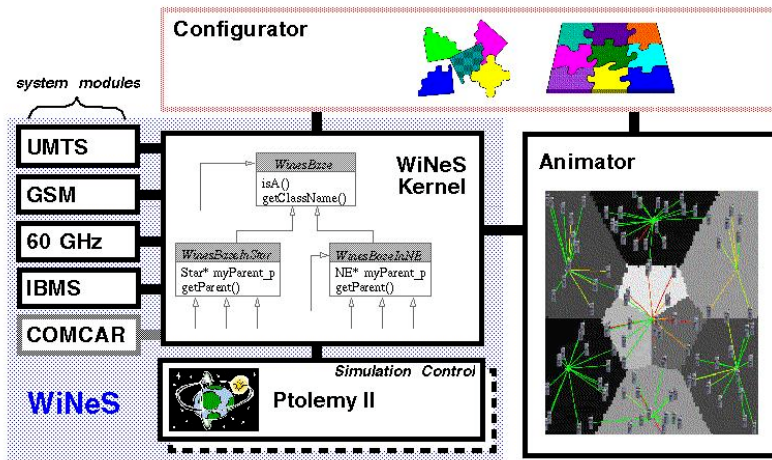 Configurator
system modules
UMTS
GSM
60 GHz
IBMS
COMCAR
WiNeS
WiNeS
Kernel
WinesBase
isA()
getClassName()
WinesBaseInStar
Star* myParent_p
getParent()
WinesBaseInNE
NE* myParent_p
getParent()
Simulation Control
Ptolemy II
Animator